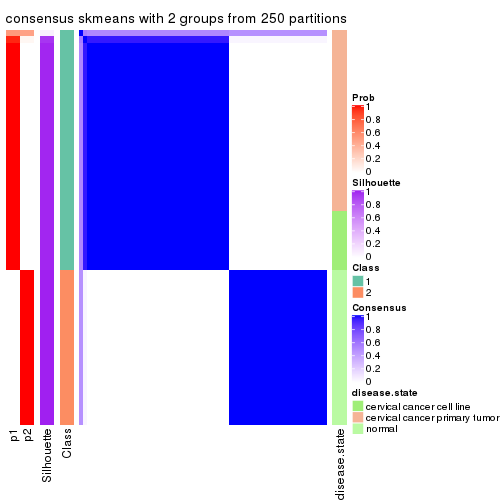 consensus skmeans with 2 groups from 250 partitions
Prob
1
0.8
0.6
0.4
0.2
0
Silhouette
1
0.8
0.6
0.4
0.2
0
Class
1
2
Consensus
1
0.8
0.6
0.4
0.2
0
disease.state
cervical cancer cell line
cervical cancer primary tumor
normal
p1
p2
Silhouette
Class
disease.state